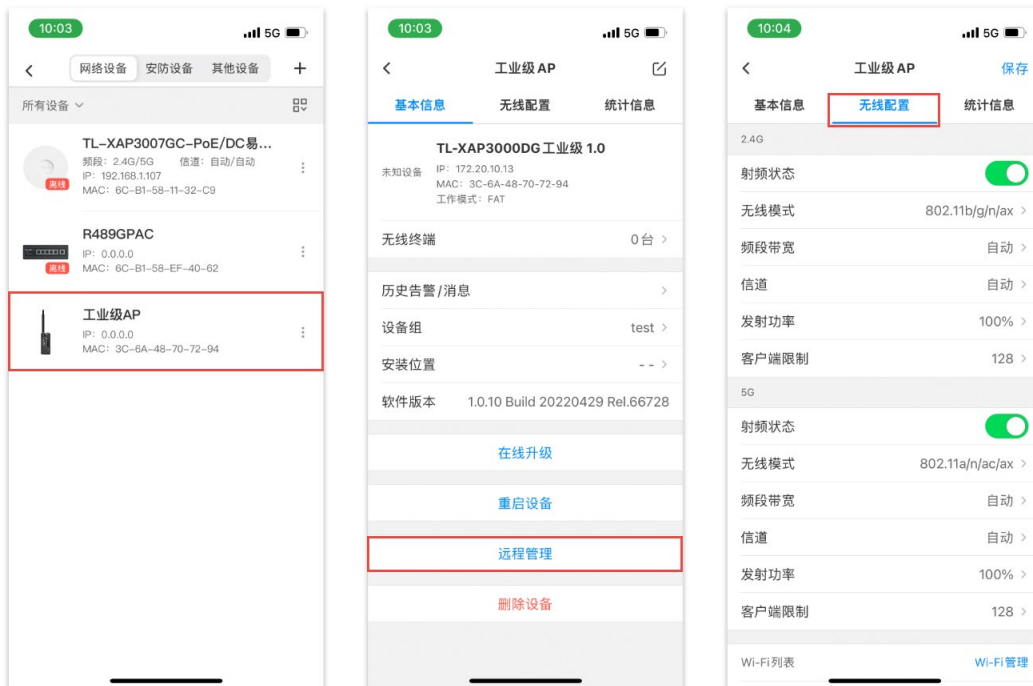 10:03
5G
网络设备 安防设备 其他设备 +
所有设备
TL-XAP3007GC-PoE/DC易...
频段：2.4G/5G 信道：自动/自动
IP：192.168.1.107
MAC：6C-B1-58-11-32-C9
离线
R489GPAC
IP：0.0.0.0
MAC：6C-B1-58-EF-40-62
离线
工业级AP
IP：0.0.0.0
MAC：3C-6A-48-70-72-94
10:03
5G
工业级AP
基本信息 无线配置 统计信息
TL-XAP3000DG工业级 1.0
未知设备
IP：172.20.10.13
MAC：3C-6A-48-70-72-94
工作模式：FAT
无线终端 0台
历史告警/消息
设备组 test
安装位置 - -
软件版本 1.0.10 Build 20220429 Rel.66728
在线升级
重启设备
远程管理
删除设备
10:04
5G
工业级AP 保存
基本信息 无线配置 统计信息
2.4G
射频状态
无线模式 802.11b/g/n/ax
频段带宽 自动
信道 自动
发射功率 100%
客户端限制 128
5G
射频状态
无线模式 802.11a/n/ac/ax
频段带宽 自动
信道 自动
发射功率 100%
客户端限制 128
Wi-Fi列表 Wi-Fi管理